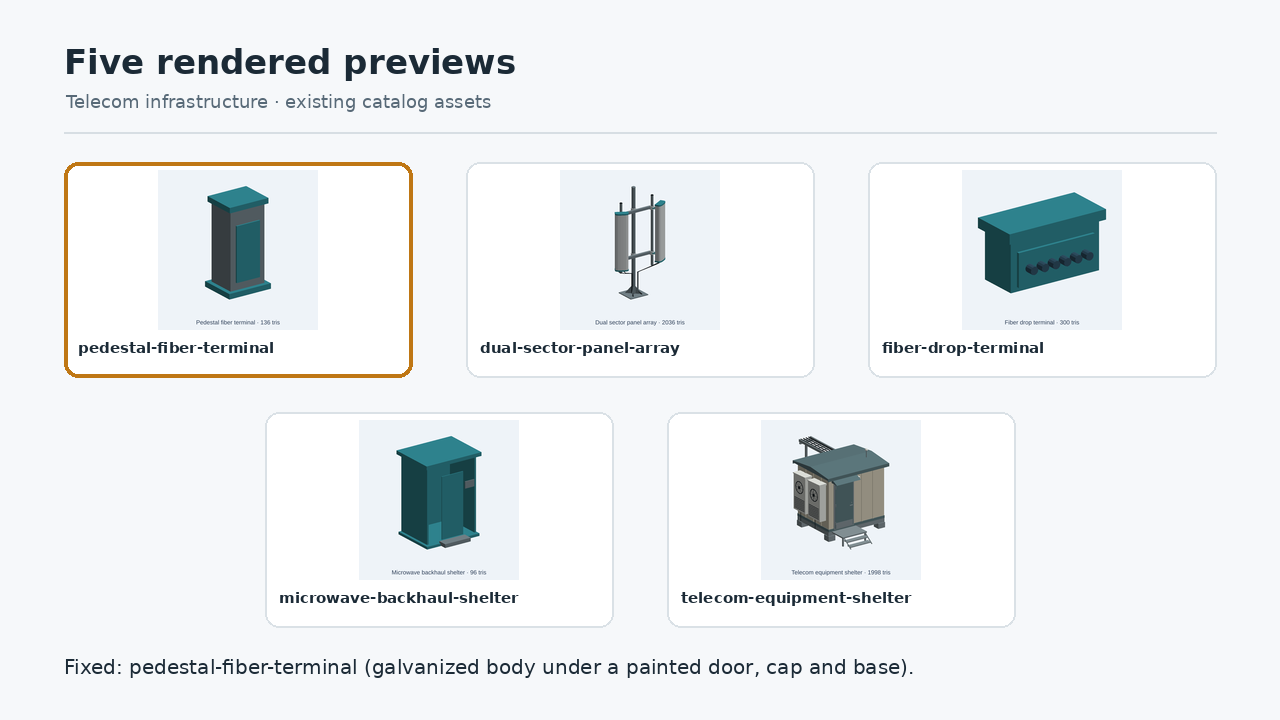 Five rendered previews
Telecom infrastructure · existing catalog assets
Pedestal fiber terminal · 136 tris
pedestal-fiber-terminal
Dual sector panel array · 2036 tris
dual-sector-panel-array
Fiber drop terminal · 300 tris
fiber-drop-terminal
Microwave backhaul shelter · 96 tris
microwave-backhaul-shelter
Telecom equipment shelter · 1998 tris
telecom-equipment-shelter
Fixed: pedestal-fiber-terminal (galvanized body under a painted door, cap and base).